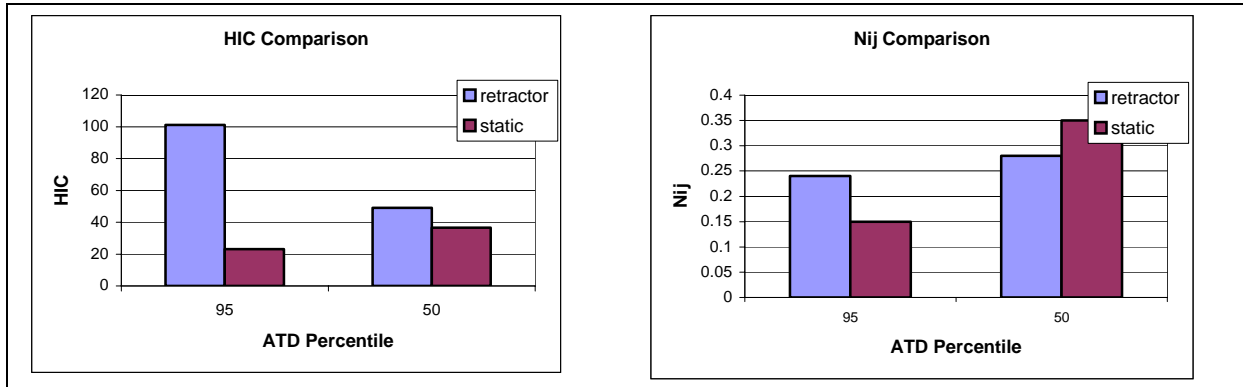 HIC Comparison
retractor
static
120
100
80
60
40
20
0
HIC
95 50
ATD Percentile
Nij Comparison
retractor
static
0.4
0.35
0.3
0.25
0.2
0.15
0.1
0.05
0
Nij
95 50
ATD Percentile